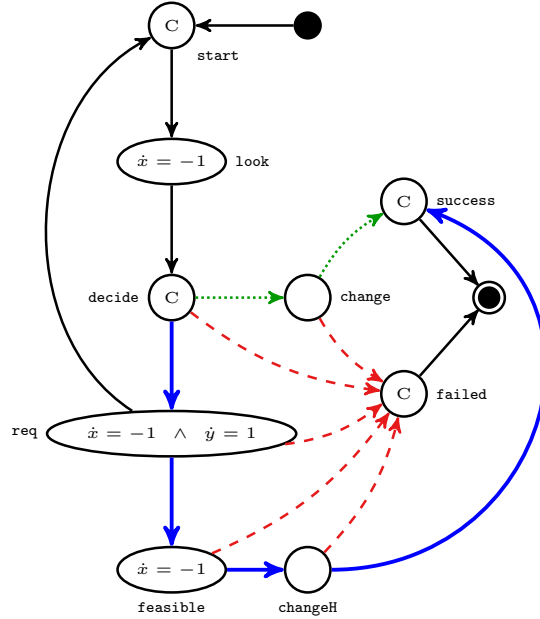 C
start
ẋ = −1
look
C
success
decide
C
change
C
failed
req
ẋ = −1 ∧ ẏ = 1
ẋ = −1
feasible
changeH